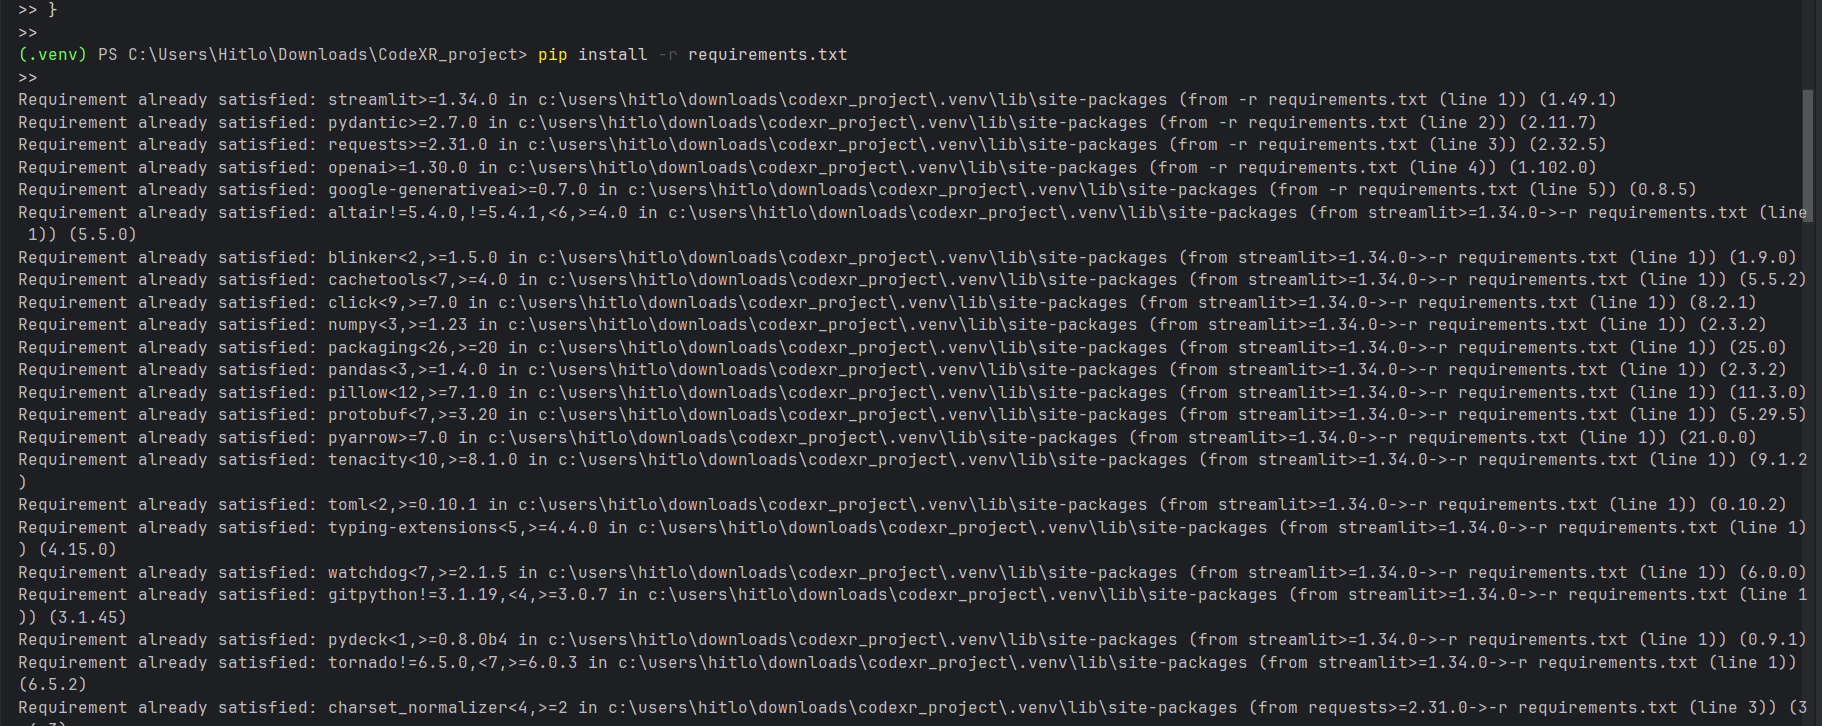 >> }
>>
(.venv) PS C:\Users\Hitlo\Downloads\CodeXR_project> pip install -r requirements.txt
>>
Requirement already satisfied: streamlit>=1.34.0 in c:\users\hitlo\downloads\codexr_project\.venv\lib\site-packages (from -r requirements.txt (line 1)) (1.49.1)
Requirement already satisfied: pydantic>=2.7.0 in c:\users\hitlo\downloads\codexr_project\.venv\lib\site-packages (from -r requirements.txt (line 2)) (2.11.7)
Requirement already satisfied: requests>=2.31.0 in c:\users\hitlo\downloads\codexr_project\.venv\lib\site-packages (from -r requirements.txt (line 3)) (2.32.5)
Requirement already satisfied: openai>=1.30.0 in c:\users\hitlo\downloads\codexr_project\.venv\lib\site-packages (from -r requirements.txt (line 4)) (1.102.0)
Requirement already satisfied: google-generativeai>=0.7.0 in c:\users\hitlo\downloads\codexr_project\.venv\lib\site-packages (from -r requirements.txt (line 5)) (0.8.5)
Requirement already satisfied: altair!=5.4.0,!=5.4.1,<6,>=4.0 in c:\users\hitlo\downloads\codexr_project\.venv\lib\site-packages (from streamlit>=1.34.0->-r requirements.txt (line
 1)) (5.5.0)
Requirement already satisfied: blinker<2,>=1.5.0 in c:\users\hitlo\downloads\codexr_project\.venv\lib\site-packages (from streamlit>=1.34.0->-r requirements.txt (line 1)) (1.9.0)
Requirement already satisfied: cachetools<7,>=4.0 in c:\users\hitlo\downloads\codexr_project\.venv\lib\site-packages (from streamlit>=1.34.0->-r requirements.txt (line 1)) (5.5.2)
Requirement already satisfied: click<9,>=7.0 in c:\users\hitlo\downloads\codexr_project\.venv\lib\site-packages (from streamlit>=1.34.0->-r requirements.txt (line 1)) (8.2.1)
Requirement already satisfied: numpy<3,>=1.23 in c:\users\hitlo\downloads\codexr_project\.venv\lib\site-packages (from streamlit>=1.34.0->-r requirements.txt (line 1)) (2.3.2)
Requirement already satisfied: packaging<26,>=20 in c:\users\hitlo\downloads\codexr_project\.venv\lib\site-packages (from streamlit>=1.34.0->-r requirements.txt (line 1)) (25.0)
Requirement already satisfied: pandas<3,>=1.4.0 in c:\users\hitlo\downloads\codexr_project\.venv\lib\site-packages (from streamlit>=1.34.0->-r requirements.txt (line 1)) (2.3.2)
Requirement already satisfied: pillow<12,>=7.1.0 in c:\users\hitlo\downloads\codexr_project\.venv\lib\site-packages (from streamlit>=1.34.0->-r requirements.txt (line 1)) (11.3.0)
Requirement already satisfied: protobuf<7,>=3.20 in c:\users\hitlo\downloads\codexr_project\.venv\lib\site-packages (from streamlit>=1.34.0->-r requirements.txt (line 1)) (5.29.5)
Requirement already satisfied: pyarrow>=7.0 in c:\users\hitlo\downloads\codexr_project\.venv\lib\site-packages (from streamlit>=1.34.0->-r requirements.txt (line 1)) (21.0.0)
Requirement already satisfied: tenacity<10,>=8.1.0 in c:\users\hitlo\downloads\codexr_project\.venv\lib\site-packages (from streamlit>=1.34.0->-r requirements.txt (line 1)) (9.1.2
)
Requirement already satisfied: toml<2,>=0.10.1 in c:\users\hitlo\downloads\codexr_project\.venv\lib\site-packages (from streamlit>=1.34.0->-r requirements.txt (line 1)) (0.10.2)
Requirement already satisfied: typing-extensions<5,>=4.4.0 in c:\users\hitlo\downloads\codexr_project\.venv\lib\site-packages (from streamlit>=1.34.0->-r requirements.txt (line 1)
) (4.15.0)
Requirement already satisfied: watchdog<7,>=2.1.5 in c:\users\hitlo\downloads\codexr_project\.venv\lib\site-packages (from streamlit>=1.34.0->-r requirements.txt (line 1)) (6.0.0)
Requirement already satisfied: gitpython!=3.1.19,<4,>=3.0.7 in c:\users\hitlo\downloads\codexr_project\.venv\lib\site-packages (from streamlit>=1.34.0->-r requirements.txt (line 1
)) (3.1.45)
Requirement already satisfied: pydeck<1,>=0.8.0b4 in c:\users\hitlo\downloads\codexr_project\.venv\lib\site-packages (from streamlit>=1.34.0->-r requirements.txt (line 1)) (0.9.1)
Requirement already satisfied: tornado!=6.5.0,<7,>=6.0.3 in c:\users\hitlo\downloads\codexr_project\.venv\lib\site-packages (from streamlit>=1.34.0->-r requirements.txt (line 1))
(6.5.2)
Requirement already satisfied: charset_normalizer<4,>=2 in c:\users\hitlo\downloads\codexr_project\.venv\lib\site-packages (from requests>=2.31.0->-r requirements.txt (line 3)) (3